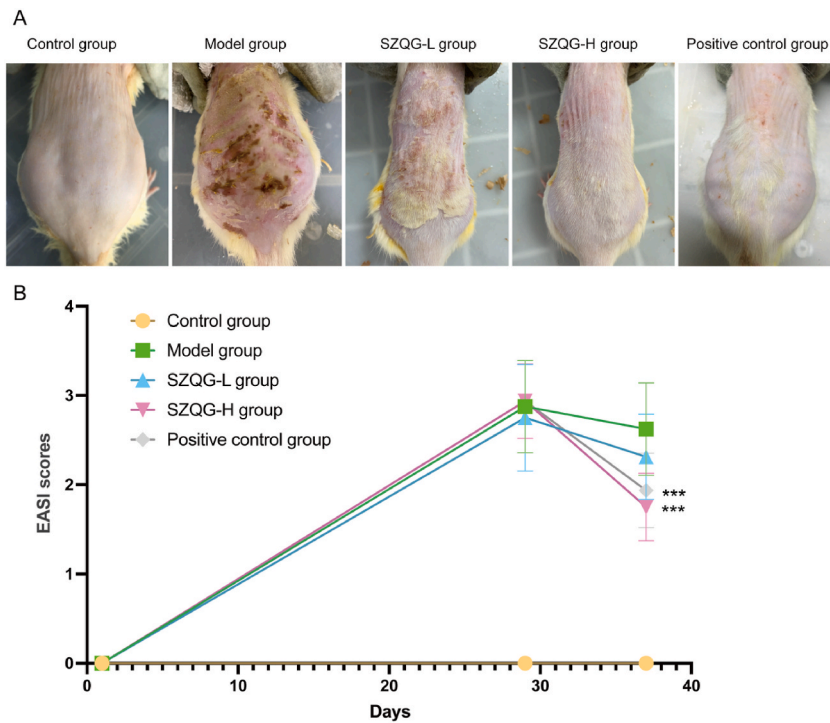 A
Control group
Model group
SZQG-L group
SZQG-H group
Positive control group
B
4
3
2
1
0
EASI scores
Control group
Model group
SZQG-L group
SZQG-H group
Positive control group
***
***
0
10
20
30
40
Days